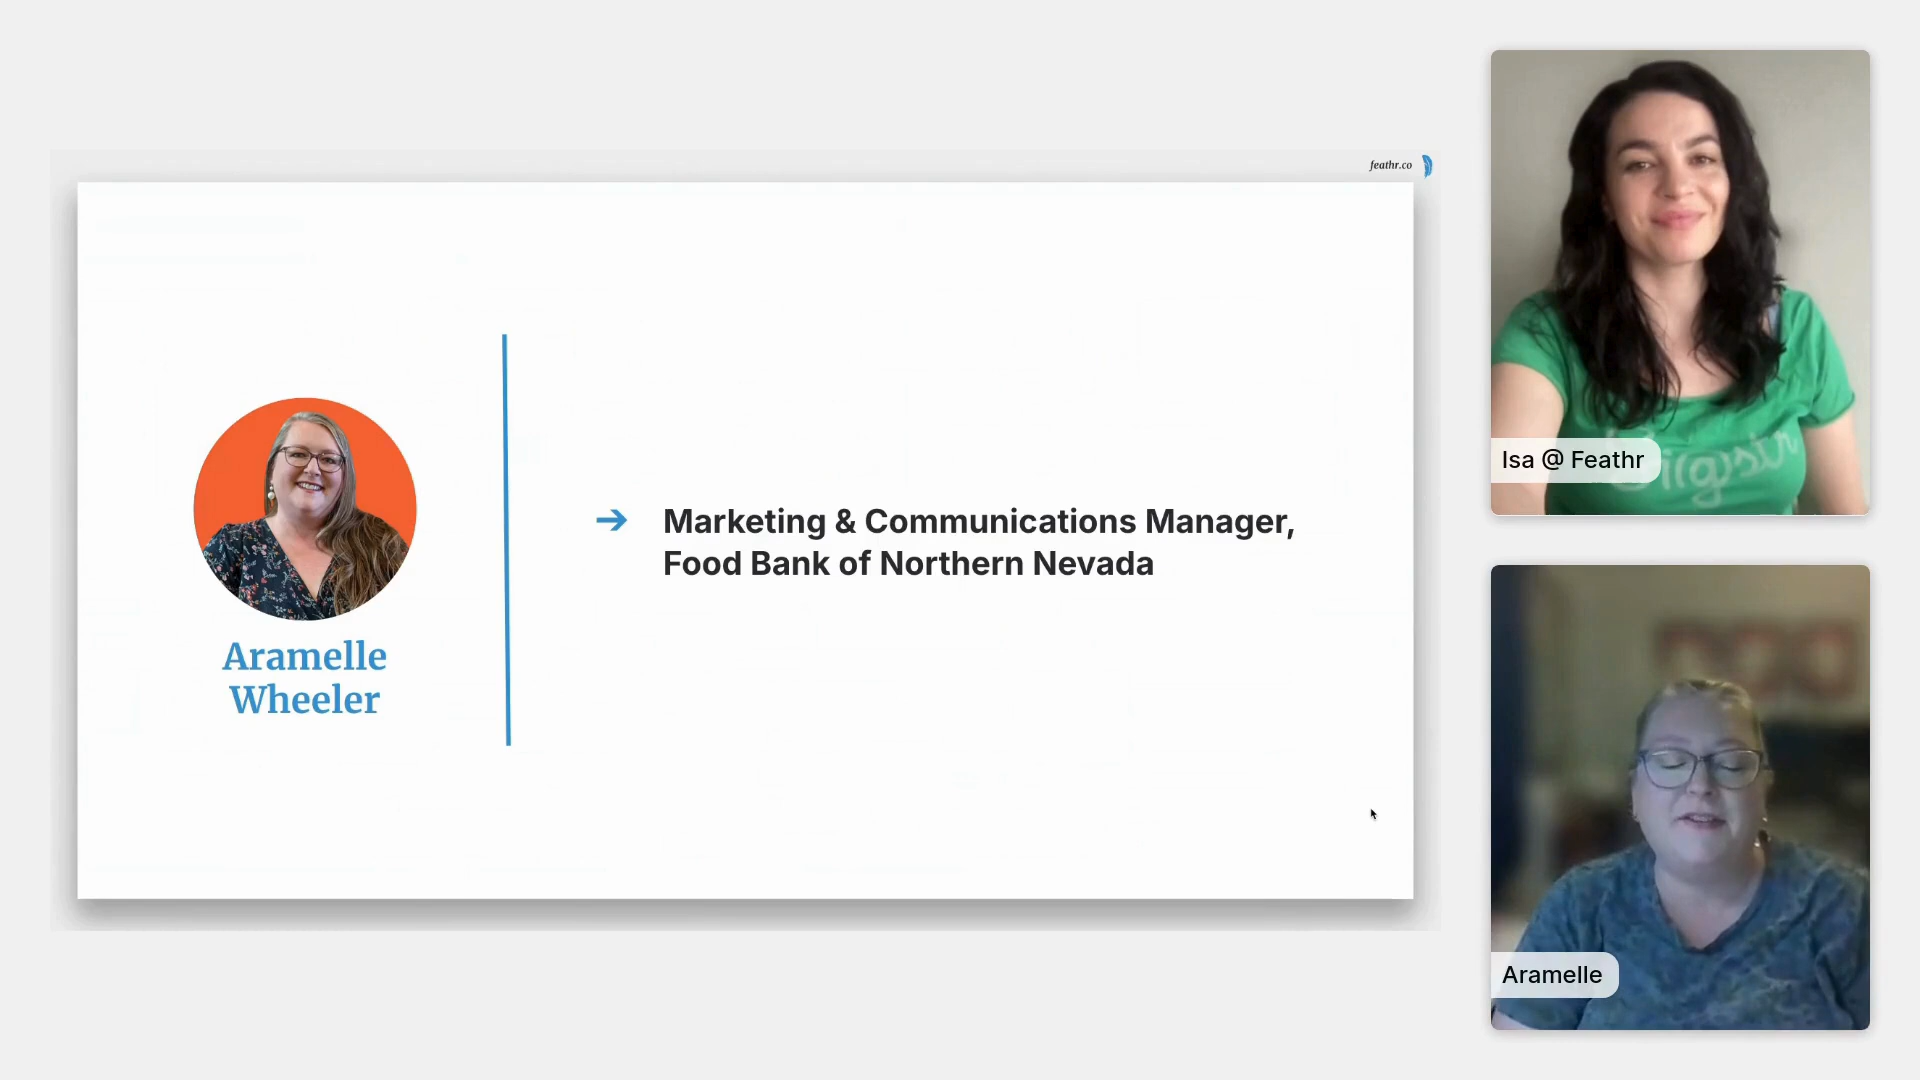 feathr.co
Aramelle
Wheeler
➔ Marketing & Communications Manager,
Food Bank of Northern Nevada
Isa @ Feathr
Aramelle